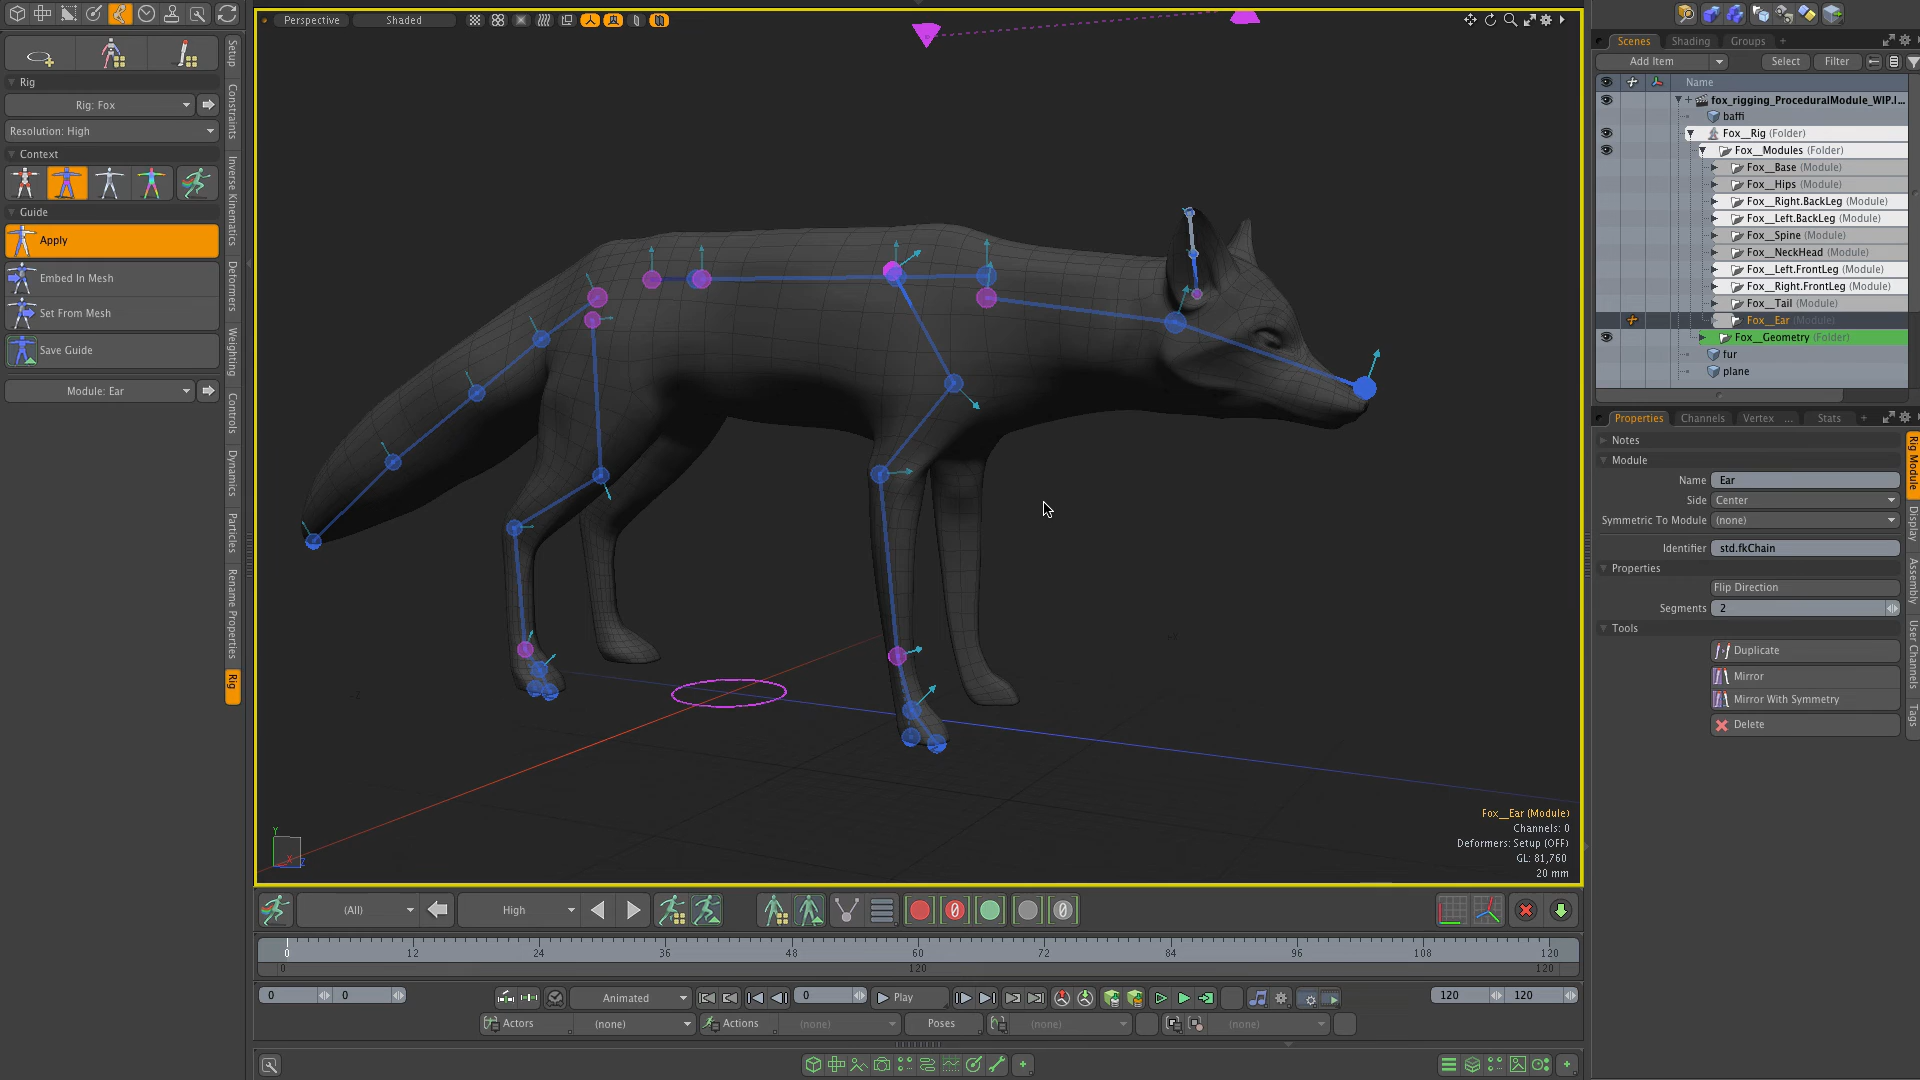 Perspective
Shaded
Rig
Rig: Fox
Resolution: High
Context
Guide
Apply
Embed In Mesh
Set From Mesh
Save Guide
Module: Ear
Setup
Constraints
Inverse Kinematics
Deformers
Weighting
Controls
Dynamics
Particles
Rename Properties
Rig
Y
X
Z
Fox__Ear (Module)
Channels: 0
Deformers: Setup (OFF)
GL: 81,760
20 mm
Scenes
Shading
Groups
+
Add Item
Select
Filter
Name
fox_rigging_ProceduralModule_WIP.l...
baffi
Fox__Rig (Folder)
Fox__Modules (Folder)
Fox__Base (Module)
Fox__Hips (Module)
Fox__Right.BackLeg (Module)
Fox__Left.BackLeg (Module)
Fox__Spine (Module)
Fox__NeckHead (Module)
Fox__Left.FrontLeg (Module)
Fox__Right.FrontLeg (Module)
Fox__Tail (Module)
Fox__Ear (Module)
Fox__Geometry (Folder)
fur
plane
Properties
Channels
Vertex ...
Stats
+
Notes
Module
Name Ear
Side Center
Symmetric To Module (none)
Identifier std.fkChain
Properties
Flip Direction
Segments 2
Tools
Duplicate
Mirror
Mirror With Symmetry
Delete
Rig Module
Display
Assembly
User Channels
Tags
(All)
High
0
0
0 12 24 36 48 60 72 84 96 108 120
0 120 120
0 0
Animated
0
Play
120 120
Actors
(none)
Actions
(none)
Poses
(none)
(none)